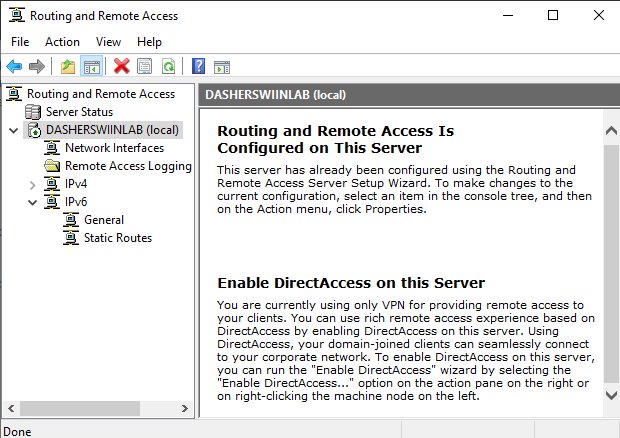 Routing and Remote Access
File Action View Help
Routing and Remote Access
Server Status
DASHERSWIINLAB (local)
Network Interfaces
Remote Access Logging
IPv4
IPv6
General
Static Routes
DASHERSWIINLAB (local)
Routing and Remote Access Is
Configured on This Server
This server has already been configured using the Routing and
Remote Access Server Setup Wizard. To make changes to the
current configuration, select an item in the console tree, and then
on the Action menu, click Properties.
Enable DirectAccess on this Server
You are currently using only VPN for providing remote access to
your clients. You can use rich remote access experience based on
DirectAccess by enabling DirectAccess on this server. Using
DirectAccess, your domain-joined clients can seamlessly connect
to your corporate network. To enable DirectAccess on this server,
you can run the "Enable DirectAccess" wizard by selecting the
"Enable DirectAccess..." option on the action pane on the right or
on right-clicking the machine node on the left.
Done